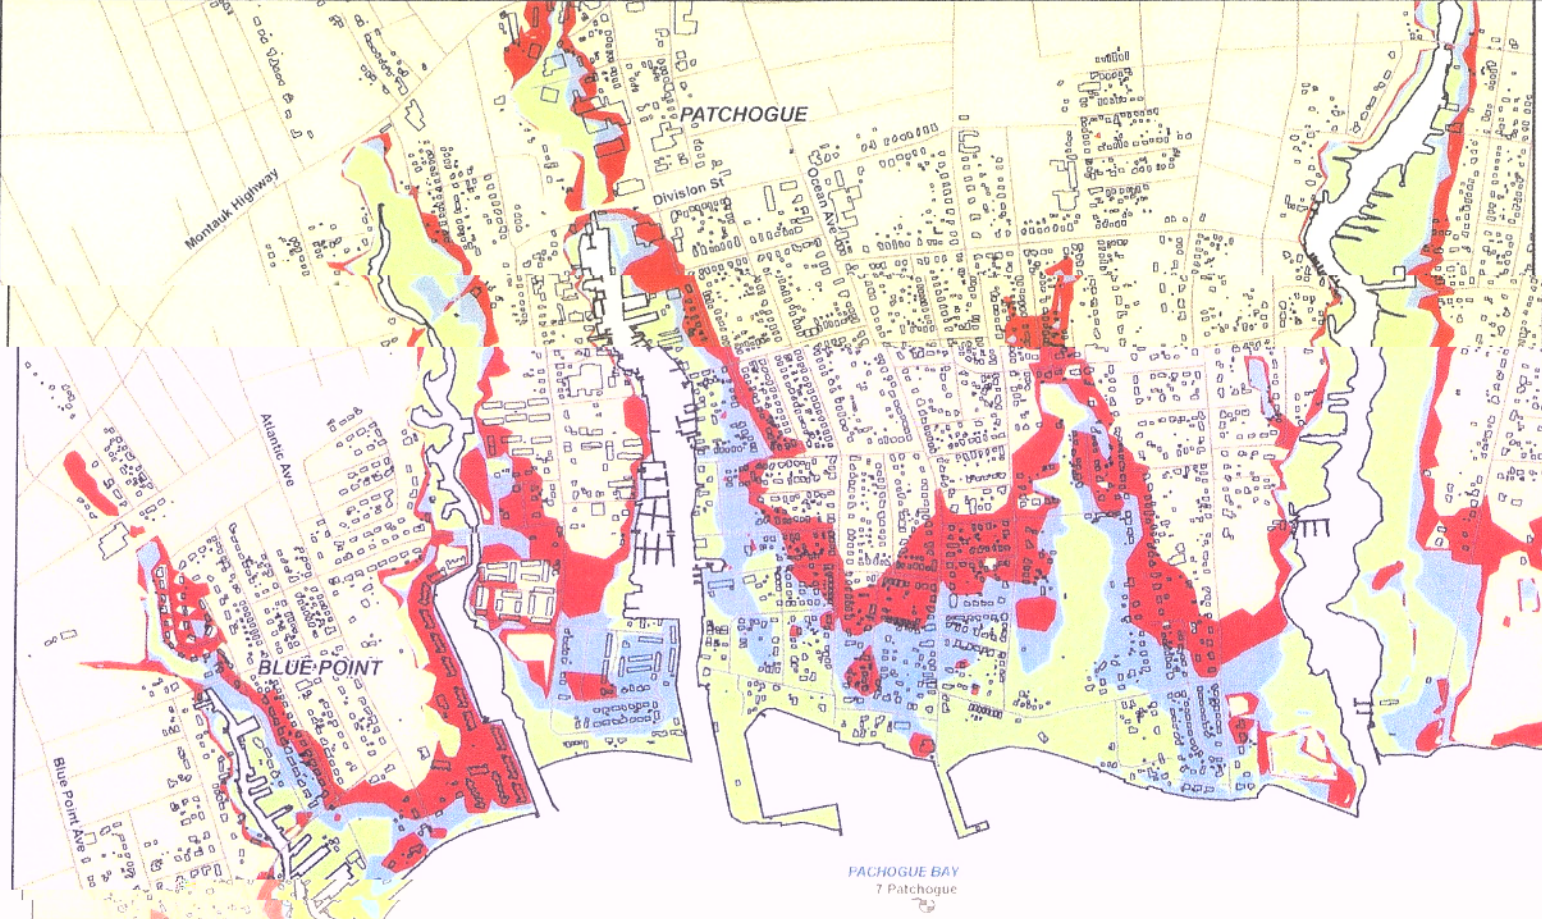 PATCHOGUE
Montauk Highway
Division St
Ocean Ave
Atlantic Ave
BLUE POINT
Blue Point Ave
PACHOGUE BAY
7 Patchogue